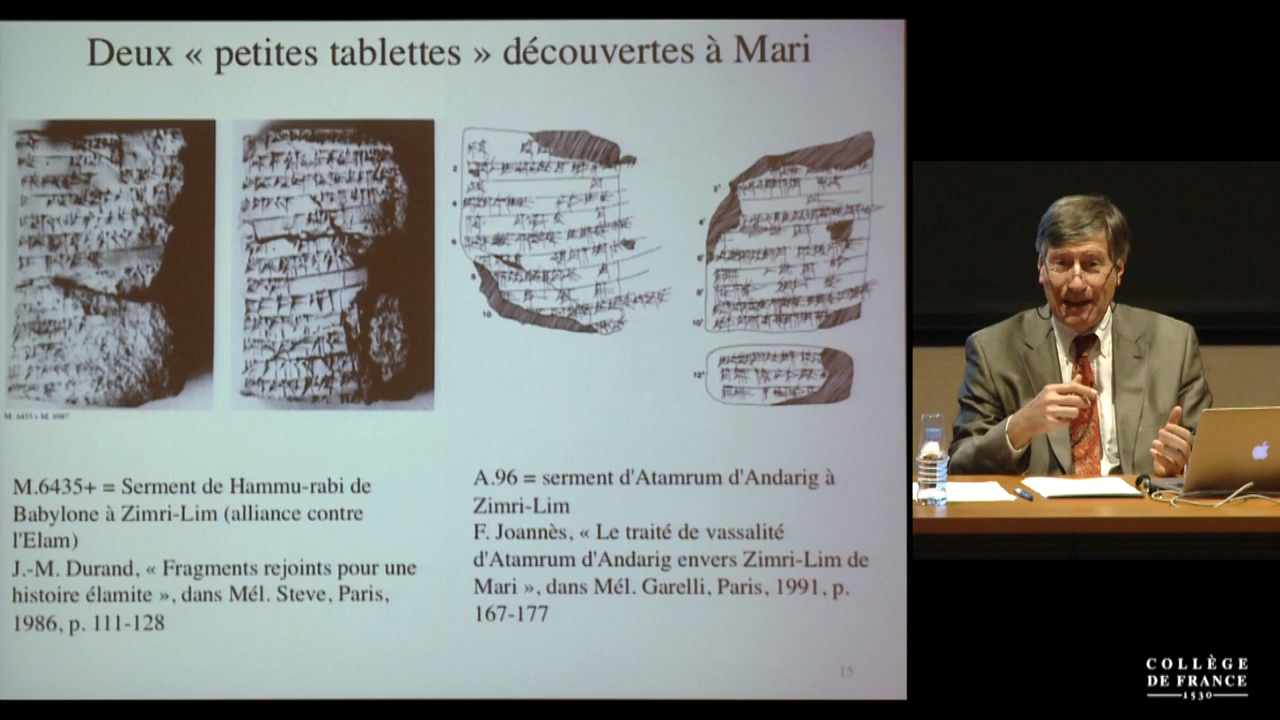 Deux « petites tablettes » découvertes à Mari
2
4
6
8
10
2'
4'
6'
8'
10'
12'
M.6435+ = Serment de Hammu-rabi de
Babylone à Zimri-Lim (alliance contre
l'Elam)
J.-M. Durand, « Fragments rejoints pour une
histoire élamite », dans Mél. Steve, Paris,
1986, p. 111-128
A.96 = serment d'Atamrum d'Andarig à
Zimri-Lim
F. Joannès, « Le traité de vassalité
d'Atamrum d'Andarig envers Zimri-Lim de
Mari », dans Mél. Garelli, Paris, 1991, p.
167-177
15
COLLÈGE
DE FRANCE
1530